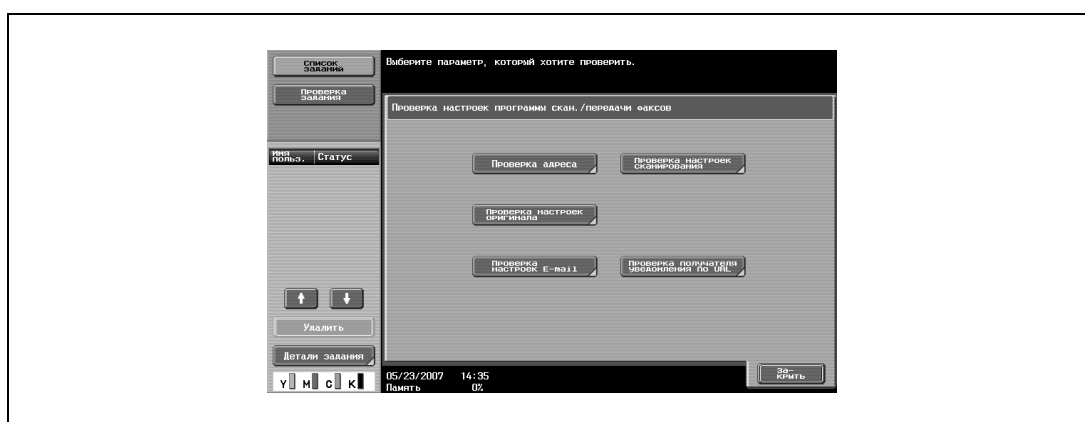 Список
заданий
Выберите параметр, который хотите проверить.
Проверка
задания
Проверка настроек программы скан./передачи факсов
Имя
польз.
Статус
Проверка адреса
Проверка настроек
сканирования
Проверка настроек
оригинала
Проверка
настроек E-mail
Проверка получателя
уведомления по URL
Удалить
Детали задания
Y M C K
05/23/2007 14:35
Память 0%
За-
крыть